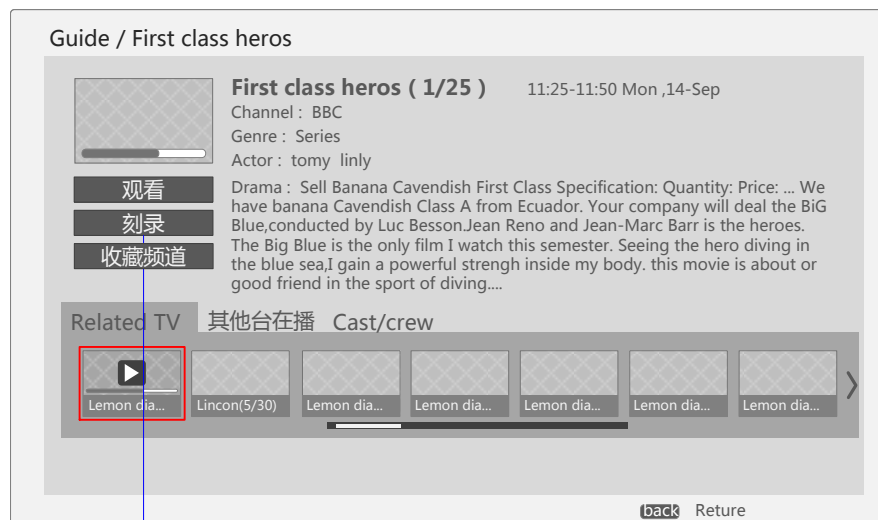 Guide / First class heros
First class heros ( 1/25 ) 11:25-11:50 Mon ,14-Sep
Channel : BBC
Genre : Series
Actor : tomy linly
观看
刻录
收藏频道
Drama : Sell Banana Cavendish First Class Specification: Quantity: Price: ... We
have banana Cavendish Class A from Ecuador. Your company will deal the BiG
Blue,conducted by Luc Besson.Jean Reno and Jean-Marc Barr is the heroes.
The Big Blue is the only film I watch this semester. Seeing the hero diving in
the blue sea,I gain a powerful strengh inside my body. this movie is about or
good friend in the sport of diving....
Related TV 其他台在播 Cast/crew
Lemon dia... Lincon(5/30) Lemon dia... Lemon dia... Lemon dia... Lemon dia... Lemon dia...
back Reture